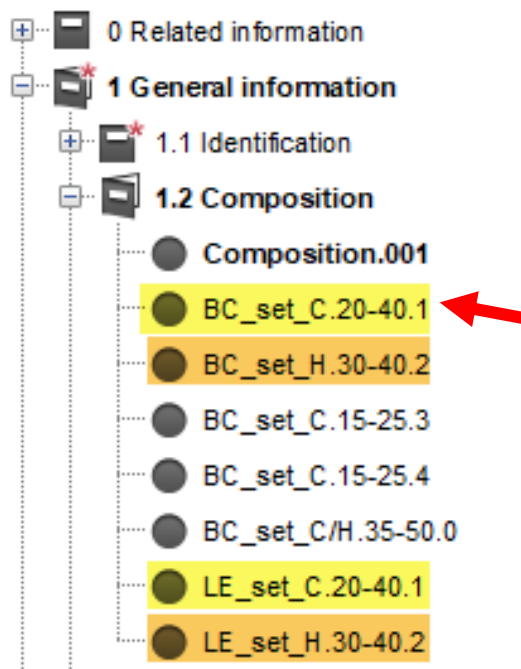 0 Related information
1 General information
1.1 Identification
1.2 Composition
Composition.001
BC_set_C.20-40.1
BC_set_H.30-40.2
BC_set_C.15-25.3
BC_set_C.15-25.4
BC_set_C/H.35-50.0
LE_set_C.20-40.1
LE_set_H.30-40.2